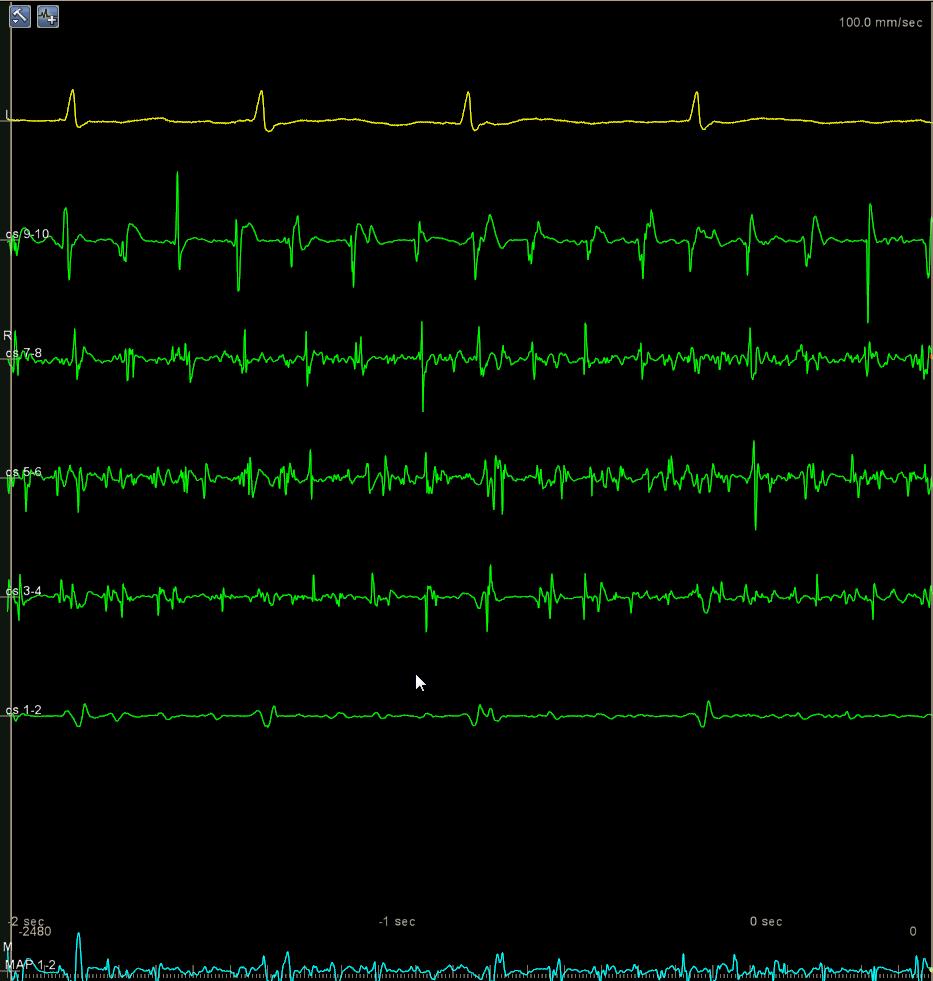 100.0 mm/sec
cs 9-10
R
cs 7-8
cs 5-6
cs 3-4
cs 1-2
-2 sec
-1 sec
0 sec
-2480
0
M
MAP 1-2